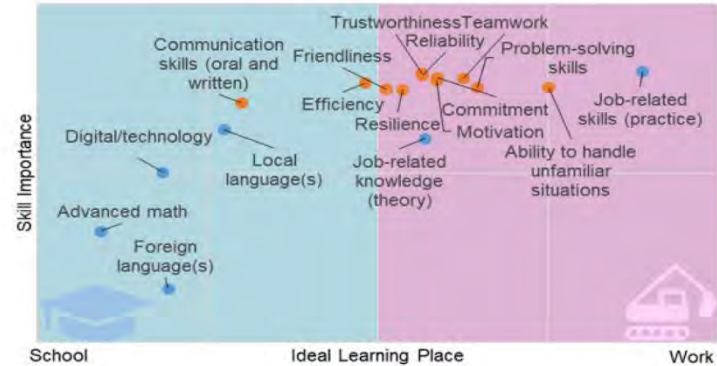 Trustworthiness Teamwork
Reliability
Communication
skills (oral and
written)
Friendliness
Problem-solving
skills
Efficiency
Resilience
Commitment
Motivation
Job-related
skills (practice)
Digital/technology
Local
language(s)
Job-related
knowledge
(theory)
Ability to handle
unfamiliar
situations
Advanced math
Foreign
language(s)
Skill Importance
School
Ideal Learning Place
Work